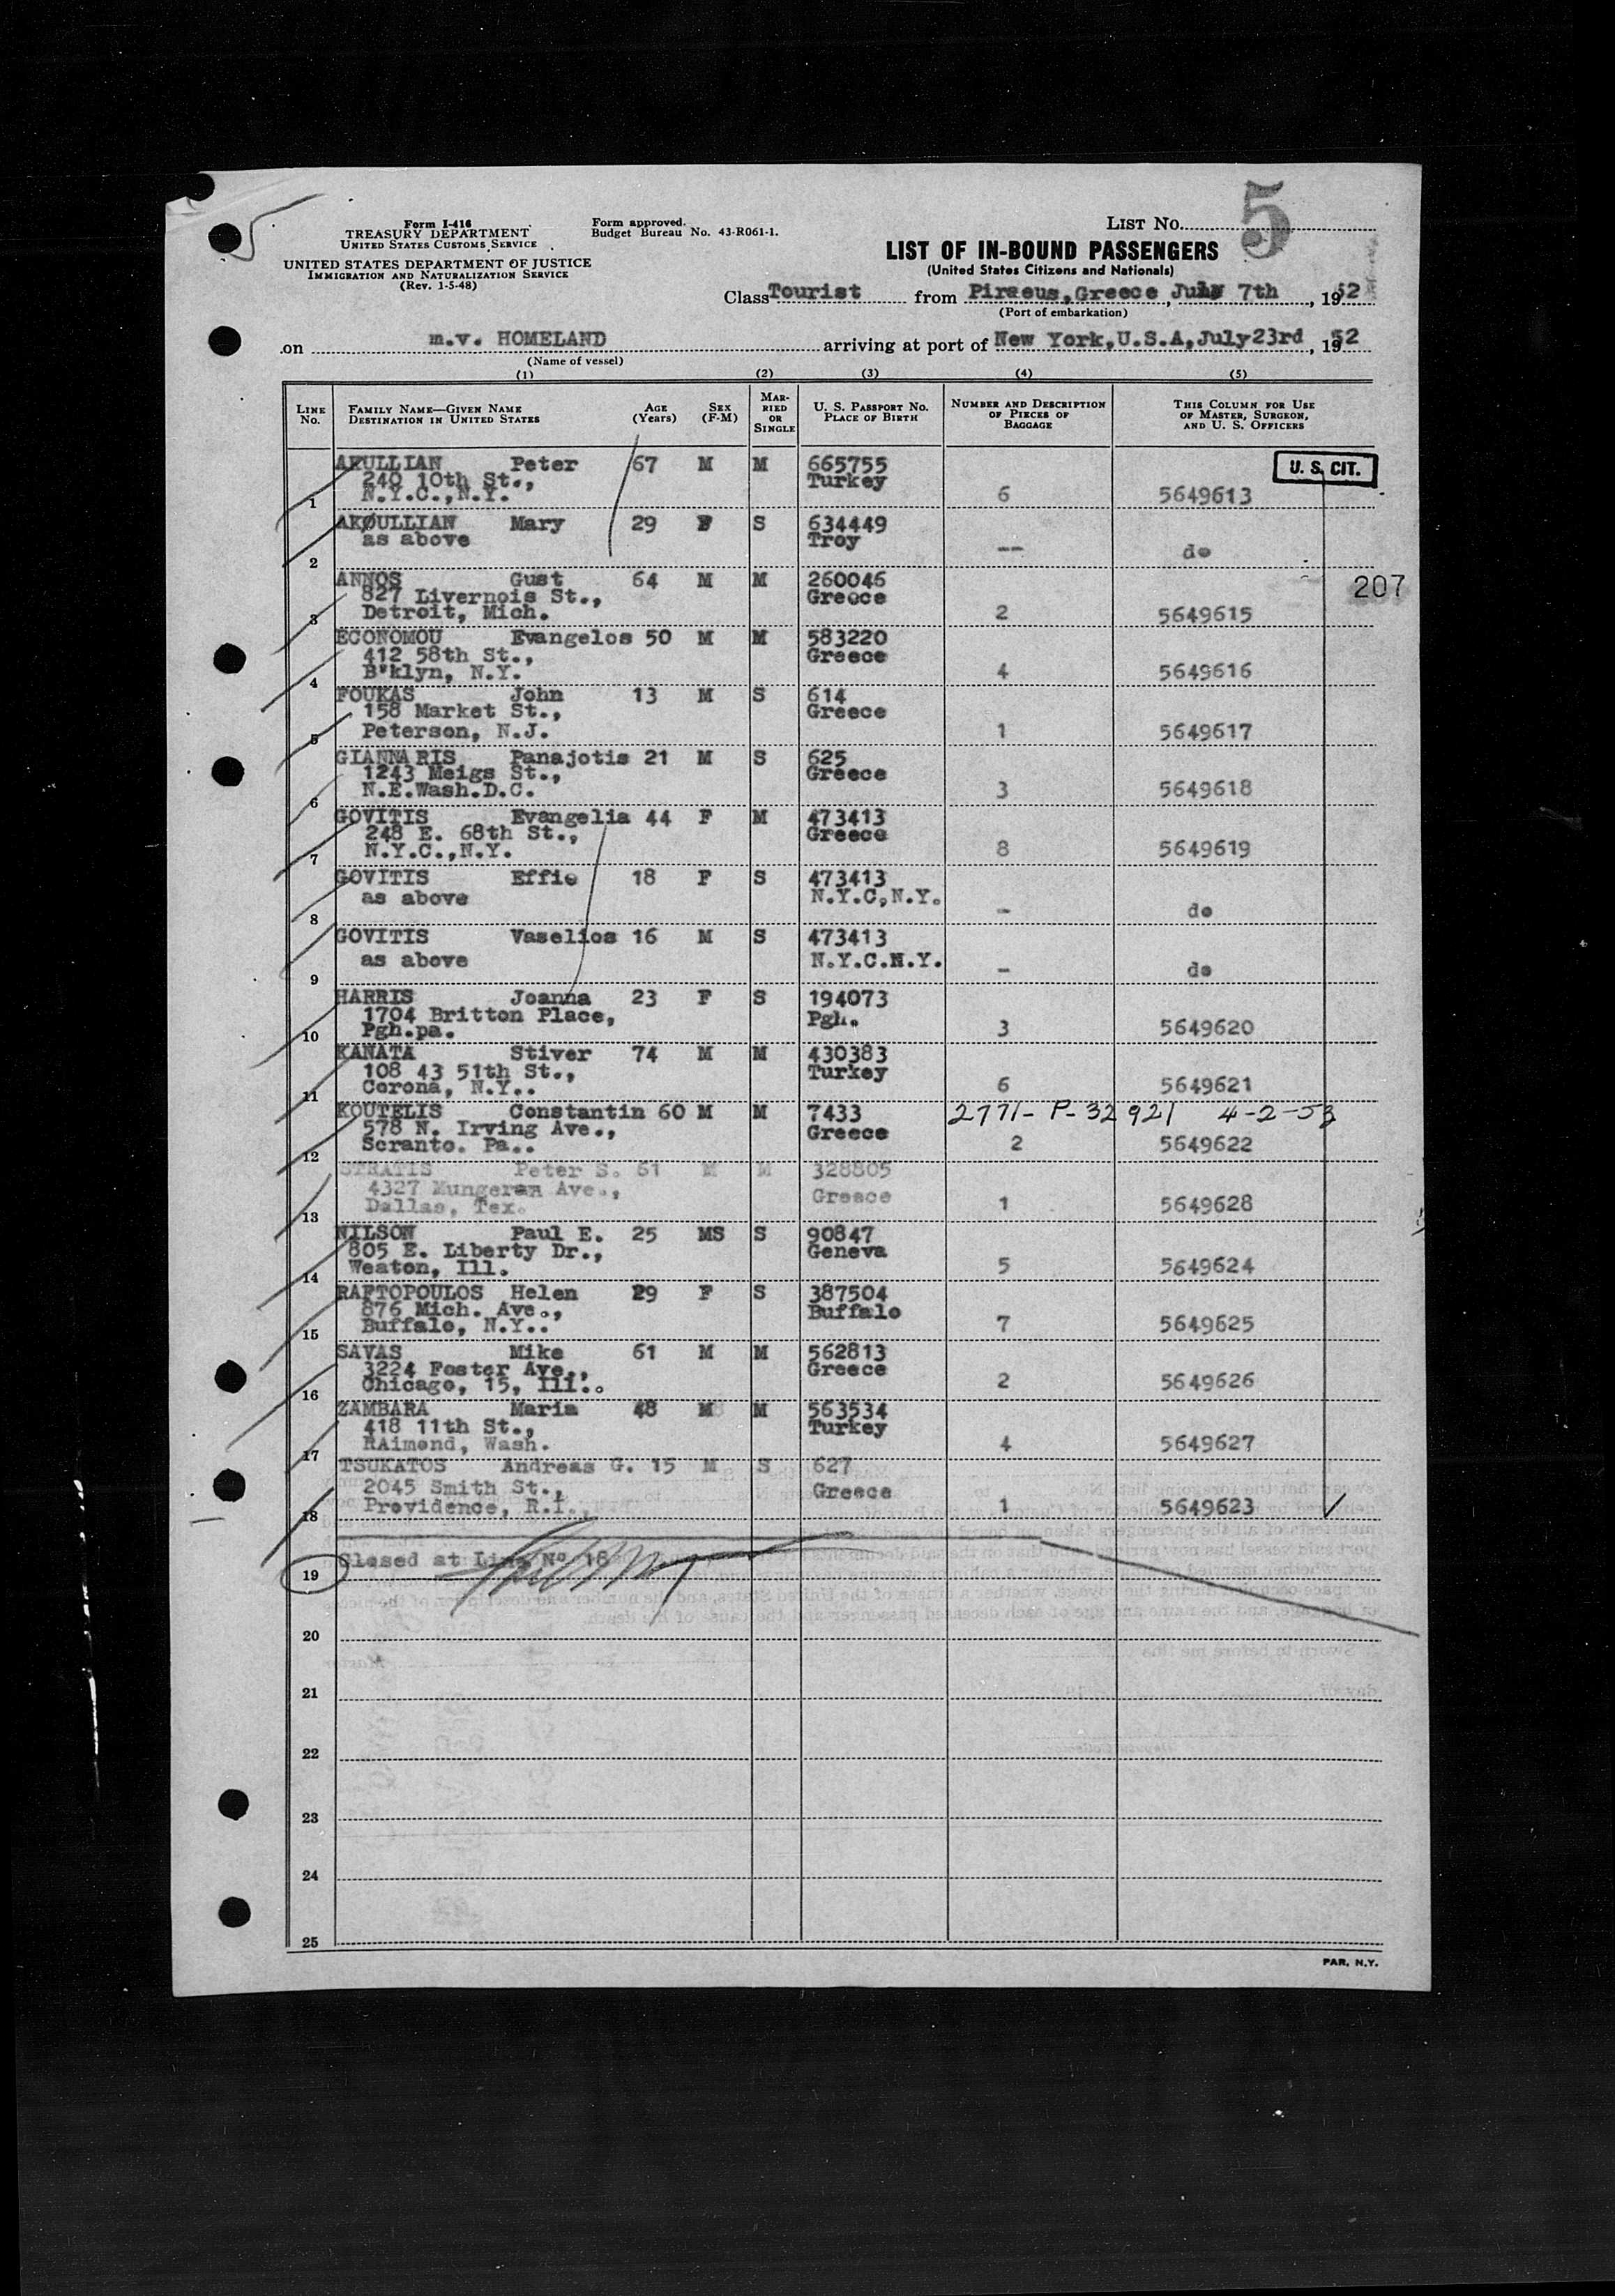 5
Form I-416
TREASURY DEPARTMENT
UNITED STATES CUSTOMS SERVICE
UNITED STATES DEPARTMENT OF JUSTICE
IMMIGRATION AND NATURALIZATION SERVICE
(Rev. 1-5-48)
Form approved.
Budget Bureau No. 43-R061-1.
LIST No. 5
LIST OF IN-BOUND PASSENGERS
(United States Citizens and Nationals)
Class Tourist from Piraeus, Greece, July 7th, 1952
(Port of embarkation)
on m.v. HOMELAND arriving at port of New York, U.S.A, July 23rd, 1952
(Name of vessel)
(1) (2) (3) (4) (5)
LINE No. FAMILY NAME—GIVEN NAME DESTINATION IN UNITED STATES AGE (Years) SEX (F-M) MARRIED OR SINGLE U. S. PASSPORT NO. PLACE OF BIRTH NUMBER AND DESCRIPTION OF PIECES OF BAGGAGE THIS COLUMN FOR USE OF MASTER, SURGEON, AND U. S. OFFICERS
U. S. CIT.
AKULLIAN Peter 67 M M 665755
240 10th St., Turkey
1 N.Y.C.,N.Y. 6 5649613
AKOULLIAN Mary 29 F S 634449
as above Troy
2 -- do
207
ANNOS Gust 64 M M 260046
827 Livernois St., Greece
3 Detroit, Mich. 2 5649615
ECONOMOU Evangelos 50 M M 583220
412 58th St., Greece
4 B'klyn, N.Y. 4 5649616
FOUKAS John 13 M S 614
158 Market St., Greece
5 Peterson, N.J. 1 5649617
GIANNARIS Panajotis 21 M S 625
1243 Meigs St., Greece
6 N.E.Wash.D.C. 3 5649618
GOVITIS Evangelia 44 F M 473413
248 E. 68th St., Greece
7 N.Y.C.,N.Y. 8 5649619
GOVITIS Effie 18 F S 473413
as above N.Y.C,N.Y.
8 - do
GOVITIS Vaselios 16 M S 473413
as above N.Y.C.N.Y.
9 - do
HARRIS Joanna 23 F S 194073
1704 Britton Place, Pgh.
10 Pgh.pa. 3 5649620
KANATA Stiver 74 M M 430383
108 43 51th St., Turkey
11 Corona, N.Y.. 6 5649621
KOUTELIS Constantin 60 M M 7433 2771- P- 32921 4-2-53
578 N. Irving Ave., Greece
12 Scranto. Pa.. 2 5649622
STRATIS Peter S. 61 M M 328805
4327 Mungeran Ave., Greece
13 Dallas, Tex. 1 5649628
NILSON Paul E. 25 MS S 90847
805 E. Liberty Dr., Geneva
14 Weaton, Ill. 5 5649624
RAFTOPOULOS Helen 29 F S 387504
876 Mich. Ave., Buffalo
15 Buffalo, N.Y.. 7 5649625
SAVAS Mike 61 M M 562813
3224 Foster Ave., Greece
16 Chicago, 15, Ill.. 2 5649626
ZAMBARA Maria 48 M M 563534
418 11th St., Turkey
17 RAimond, Wash. 4 5649627
TSUKATOS Andreas G. 15 M S 627
2045 Smith St., Greece
18 Providence, R.I., 1 5649623
19 Closed at Line No 18
20
21
22
23
24
25
PAR, N.Y.